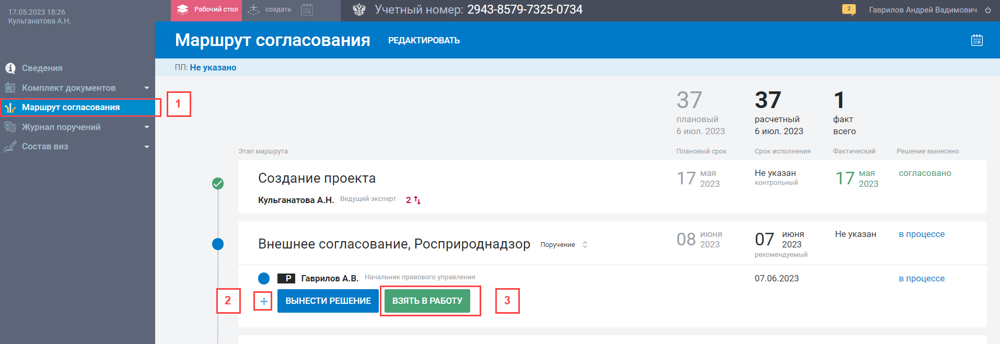 17.05.2023 18:26
Кульганатова А.Н.
Рабочий стол
создать
Учетный номер: 2943-8579-7325-0734
2
Гаврилов Андрей Вадимович
Маршрут согласования РЕДАКТИРОВАТЬ
ПП: Не указано
Сведения
Комплект документов
Маршрут согласования
1
Журнал поручений
Состав виз
37
плановый
6 июл. 2023
37
расчетный
6 июл. 2023
1
факт
всего
Этап маршрута Плановый срок Срок исполнения Фактический Решение вынесено
Создание проекта
17 мая 2023
Не указан
контрольный
17 мая 2023
согласовано
Кульганатова А.Н. Ведущий эксперт 2
Внешнее согласование, Росприроднадзор Поручение
08 июня 2023
07 июня 2023
рекомендуемый
Не указан
в процессе
Р Гаврилов А.В. Начальник правового управления 07.06.2023 в процессе
2 + ВЫНЕСТИ РЕШЕНИЕ ВЗЯТЬ В РАБОТУ 3